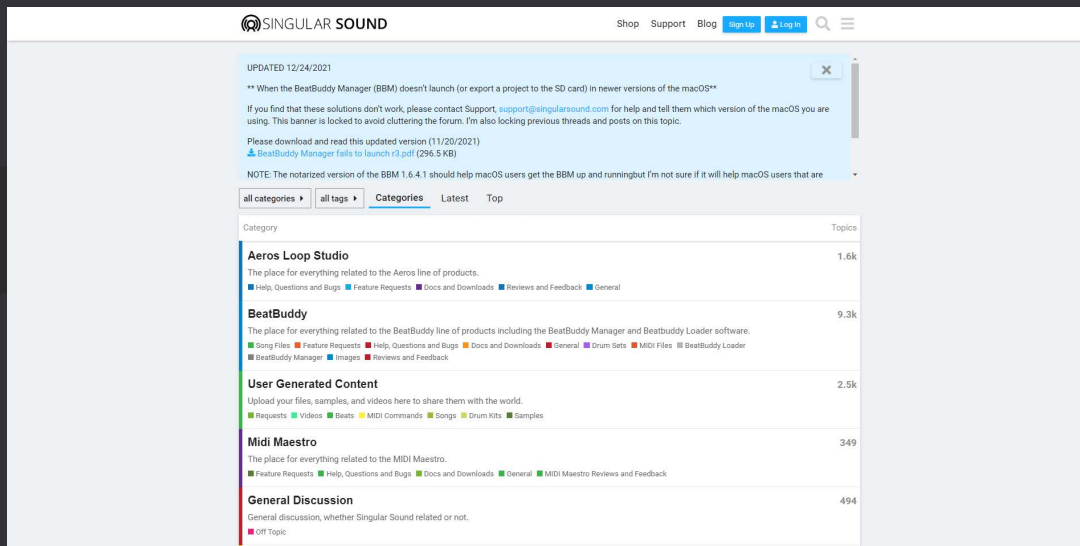 SINGULAR SOUND
Shop Support Blog Sign Up Log In
UPDATED 12/24/2021
** When the BeatBuddy Manager (BBM) doesn't launch (or export a project to the SD card) in newer versions of the macOS**
If you find that these solutions don't work, please contact Support, support@singularsound.com for help and tell them which version of the macOS you are
using. This banner is locked to avoid cluttering the forum. I'm also locking previous threads and posts on this topic.
Please download and read this updated version (11/20/2021)
BeatBuddy Manager fails to launch r3.pdf (296.5 KB)
NOTE: The notarized version of the BBM 1.6.4.1 should help macOS users get the BBM up and runningbut I'm not sure if it will help macOS users that are
all categories all tags Categories Latest Top
Category Topics
Aeros Loop Studio 1.6k
The place for everything related to the Aeros line of products.
Help, Questions and Bugs Feature Requests Docs and Downloads Reviews and Feedback General
BeatBuddy 9.3k
The place for everything related to the BeatBuddy line of products including the BeatBuddy Manager and Beatbuddy Loader software.
Song Files Feature Requests Help, Questions and Bugs Docs and Downloads General Drum Sets MIDI Files BeatBuddy Loader
BeatBuddy Manager Images Reviews and Feedback
User Generated Content 2.5k
Upload your files, samples, and videos here to share them with the world.
Requests Videos Beats MIDI Commands Songs Drum Kits Samples
Midi Maestro 349
The place for everything related to the MIDI Maestro.
Feature Requests Help, Questions and Bugs Docs and Downloads General MIDI Maestro Reviews and Feedback
General Discussion 494
General discussion, whether Singular Sound related or not.
Off Topic